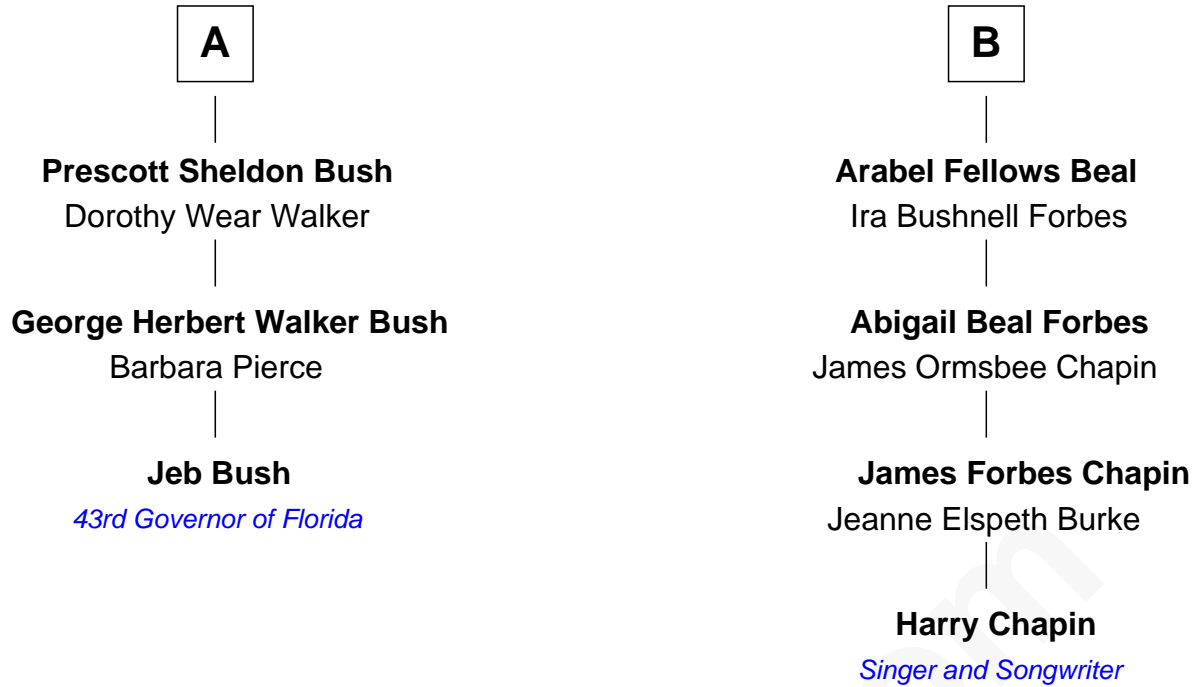 A
Prescott Sheldon Bush
Dorothy Wear Walker
George Herbert Walker Bush
Barbara Pierce
Jeb Bush
43rd Governor of Florida
B
Arabel Fellows Beal
Ira Bushnell Forbes
Abigail Beal Forbes
James Ormsbee Chapin
James Forbes Chapin
Jeanne Elspeth Burke
Harry Chapin
Singer and Songwriter